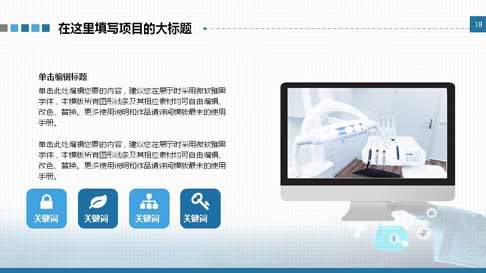 在这里填写项目的大标题
18
单击编辑标题
单击此处编辑您要的内容，建议您在展示时采用微软雅黑
字体，本模版所有图形线条及其相应素材均可自由编辑、
改色、替换。更多使用说明和作品请详阅模版最末的使用
手册。
单击此处编辑您要的内容，建议您在展示时采用微软雅黑
字体，本模版所有图形线条及其相应素材均可自由编辑、
改色、替换。更多使用说明和作品请详阅模版最末的使用
手册。
关键词
关键词
关键词
关键词